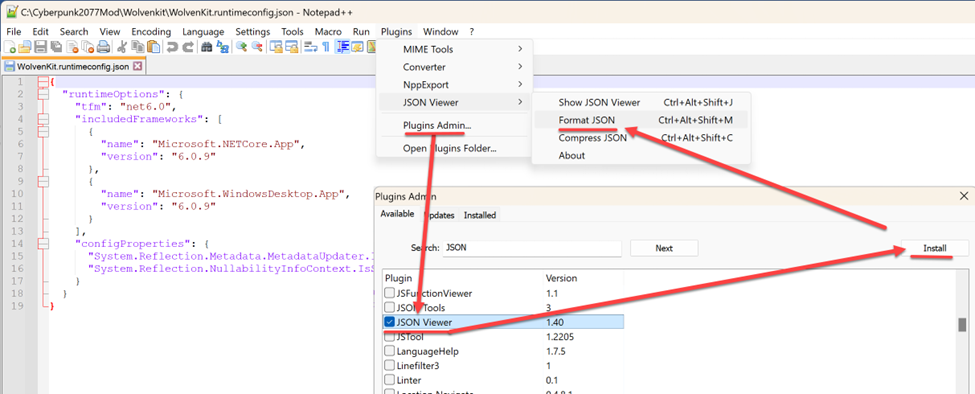 C:\Cyberpunk2077Mod\Wolvenkit\WolvenKit.runtimeconfig.json - Notepad++
File Edit Search View Encoding Language Settings Tools Macro Run Plugins Window ?
WolvenKit.runtimeconfig.json
MIME Tools
Converter
NppExport
JSON Viewer
Plugins Admin...
Open Plugins Folder...
Show JSON Viewer Ctrl+Alt+Shift+J
Format JSON Ctrl+Alt+Shift+M
Compress JSON Ctrl+Alt+Shift+C
About
1 {
2 "runtimeOptions": {
3 "tfm": "net6.0",
4 "includedFrameworks": [
5 {
6 "name": "Microsoft.NETCore.App",
7 "version": "6.0.9"
8 },
9 {
10 "name": "Microsoft.WindowsDesktop.App",
11 "version": "6.0.9"
12 }
13 ],
14 "configProperties": {
15 "System.Reflection.Metadata.MetadataUpdater.
16 "System.Reflection.NullabilityInfoContext.IsS
17 }
18 }
19 }
Plugins Admin
Available Updates Installed
Search: JSON Next Install
Plugin Version
JSFunctionViewer 1.1
JSON Tools 3
JSON Viewer 1.40
JSTool 1.2205
LanguageHelp 1.7.5
Linefilter3 1
Linter 0.1